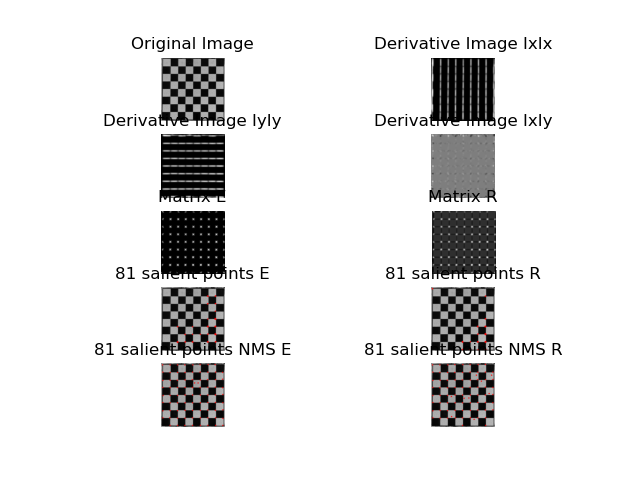 Original Image
Derivative Image IxIx
Derivative Image IyIy
Derivative Image IxIy
Matrix E
Matrix R
81 salient points E
81 salient points R
81 salient points NMS E
81 salient points NMS R